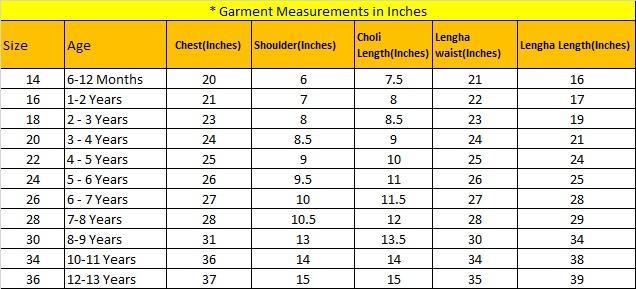 * Garment Measurements in Inches
Size Age Chest(Inches) Shoulder(Inches) Choli Length(Inches) Lengha waist(Inches) Lengha Length(Inches)
14 6-12 Months 20 6 7.5 21 16
16 1-2 Years 21 7 8 22 17
18 2 - 3 Years 23 8 8.5 23 19
20 3 - 4 Years 24 8.5 9 24 21
22 4 - 5 Years 25 9 10 25 24
24 5 - 6 Years 26 9.5 11 26 25
26 6 - 7 Years 27 10 11.5 27 28
28 7-8 Years 28 10.5 12 28 29
30 8-9 Years 31 13 13.5 30 34
34 10-11 Years 36 14 14 34 38
36 12-13 Years 37 15 15 35 39